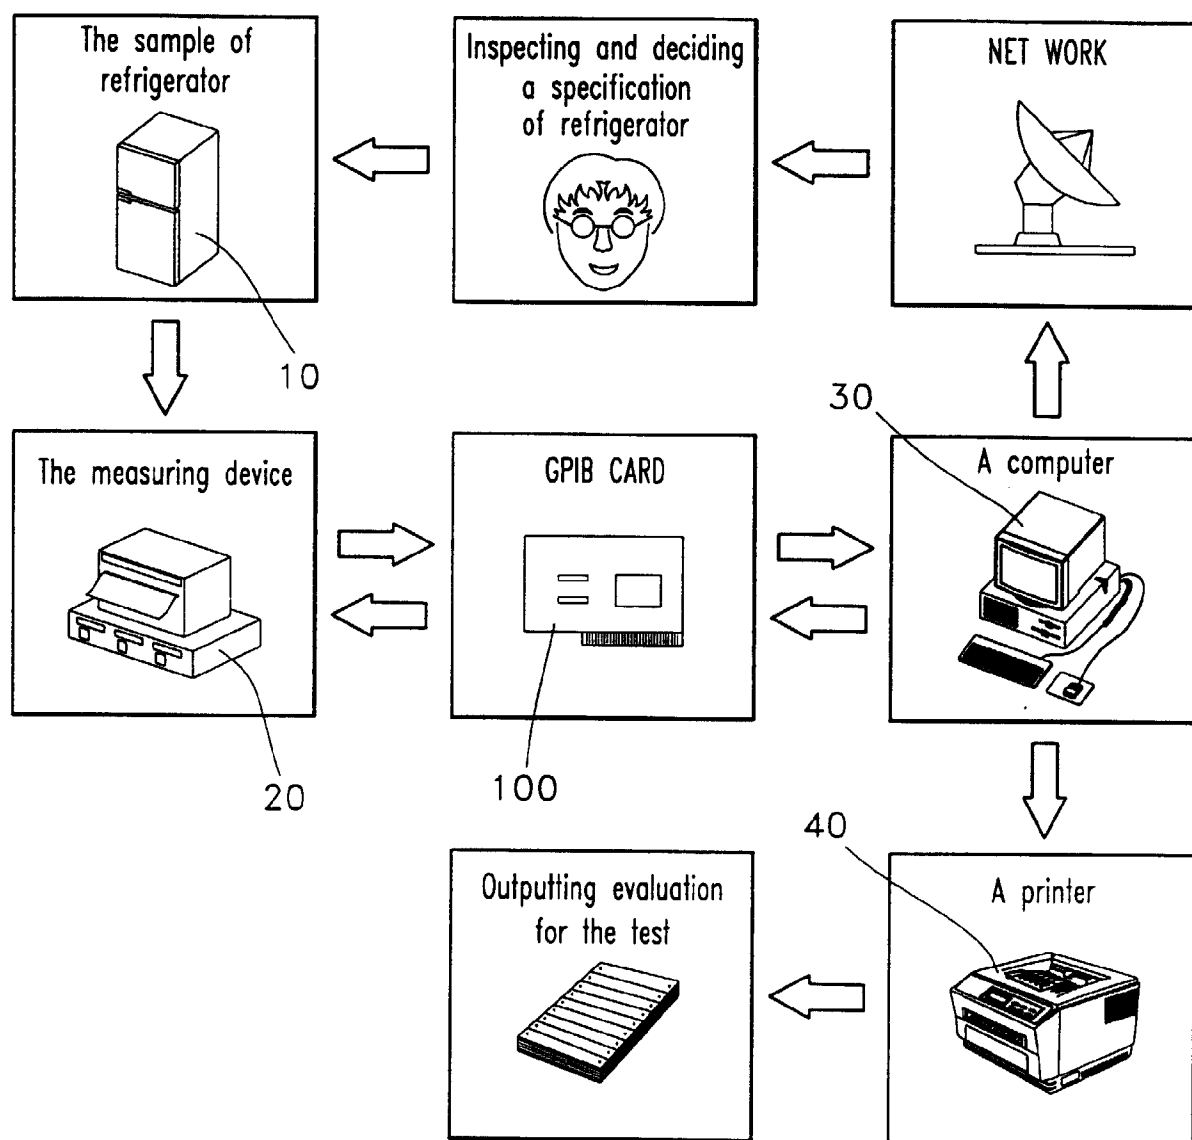 The sample of
refrigerator
Inspecting and deciding
a specification
of refrigerator
NET WORK
10
30
The measuring device
GPIB CARD
A computer
20
100
40
Outputting evaluation
for the test
A printer